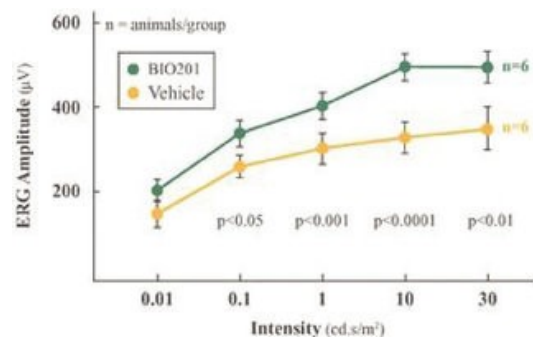 n = animals/group
BIO201
Vehicle
ERG Amplitude (μV)
600
400
200
n=6
n=6
p<0.05 p<0.001 p<0.0001 p<0.01
0.01 0.1 1 10 30
Intensity (cd.s/m²)